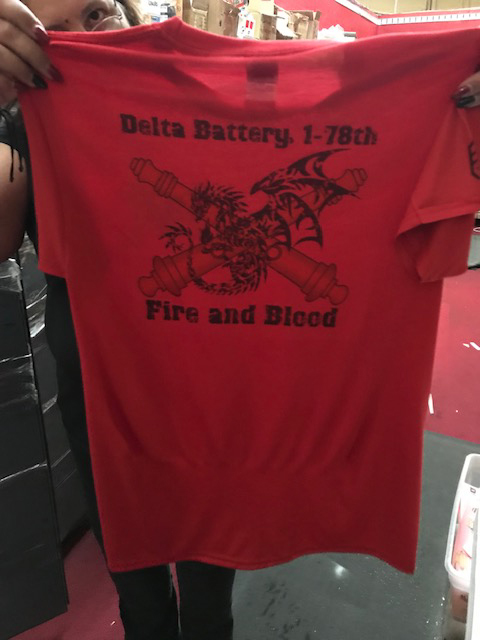 Delta Battery, 1-78th
Fire and Blood